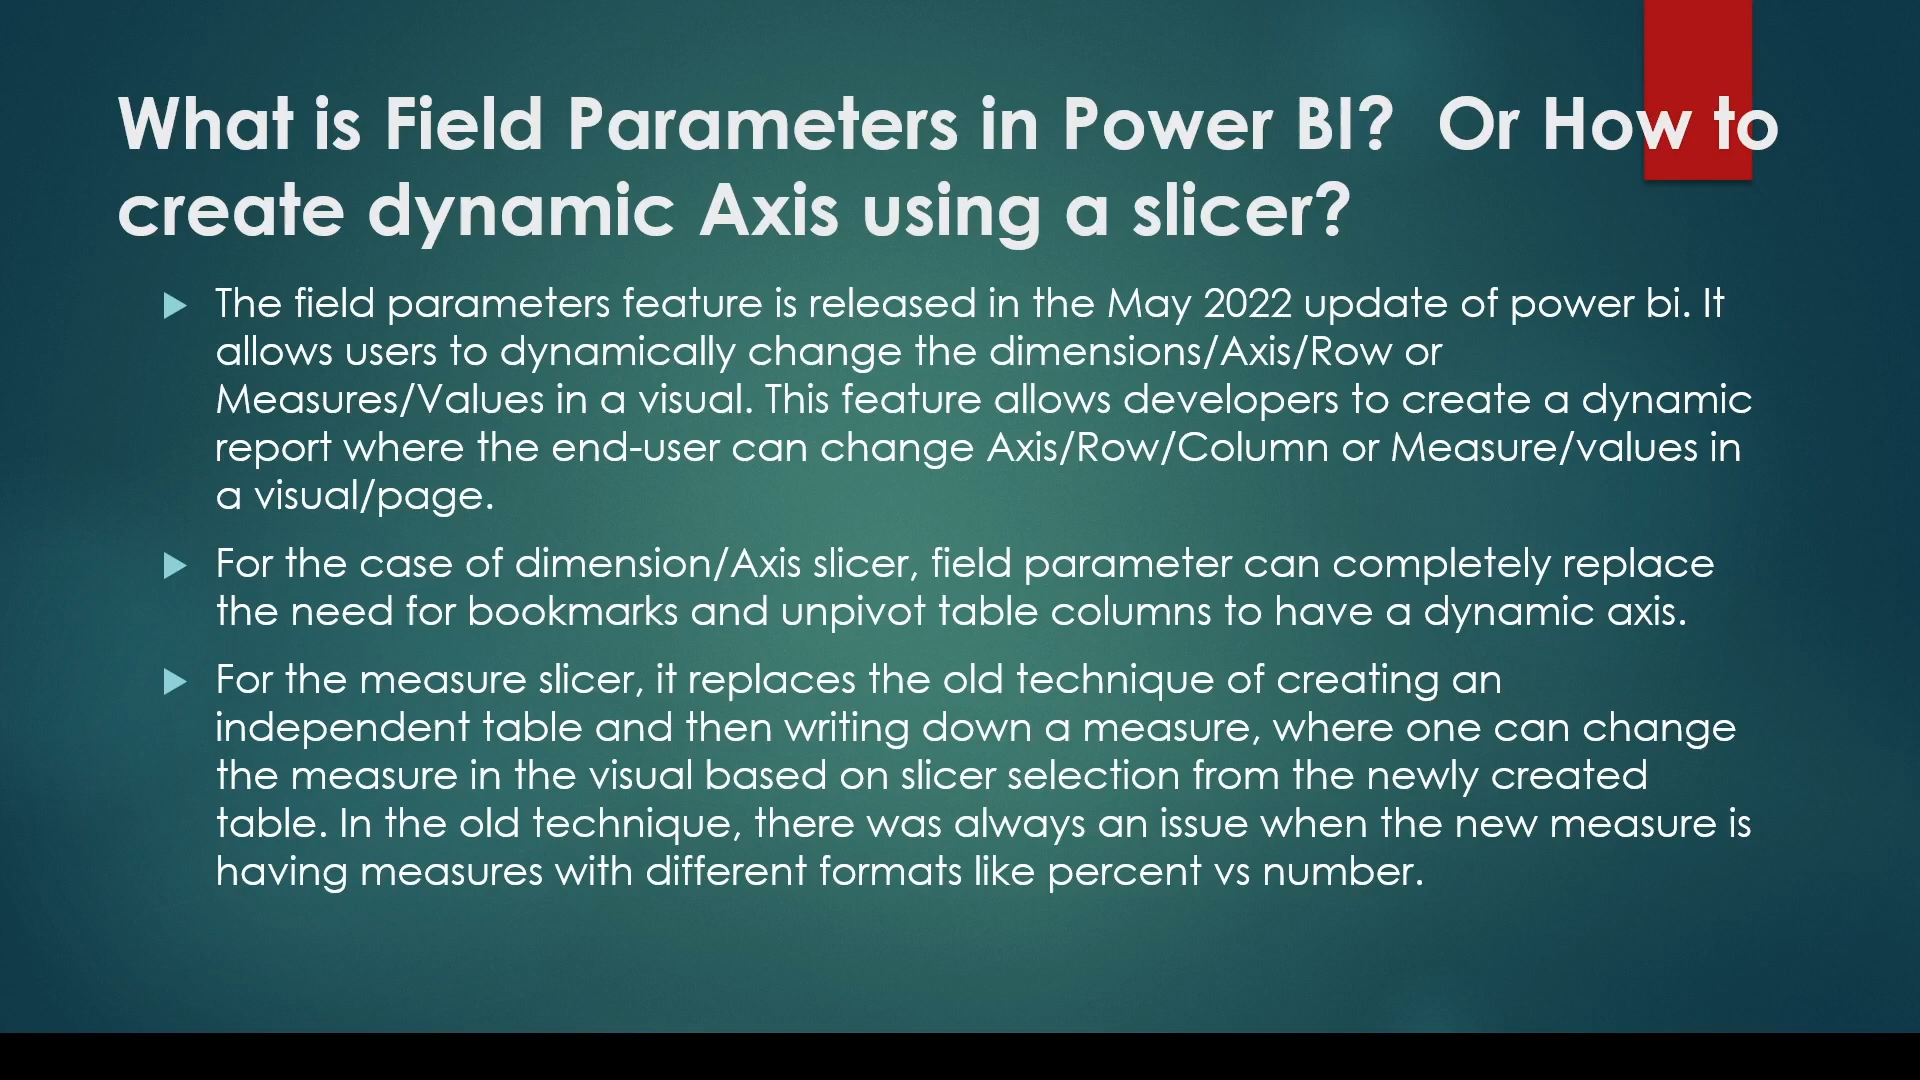 What is Field Parameters in Power BI? Or How to
create dynamic Axis using a slicer?
The field parameters feature is released in the May 2022 update of power bi. It
allows users to dynamically change the dimensions/Axis/Row or
Measures/Values in a visual. This feature allows developers to create a dynamic
report where the end-user can change Axis/Row/Column or Measure/values in
a visual/page.
For the case of dimension/Axis slicer, field parameter can completely replace
the need for bookmarks and unpivot table columns to have a dynamic axis.
For the measure slicer, it replaces the old technique of creating an
independent table and then writing down a measure, where one can change
the measure in the visual based on slicer selection from the newly created
table. In the old technique, there was always an issue when the new measure is
having measures with different formats like percent vs number.